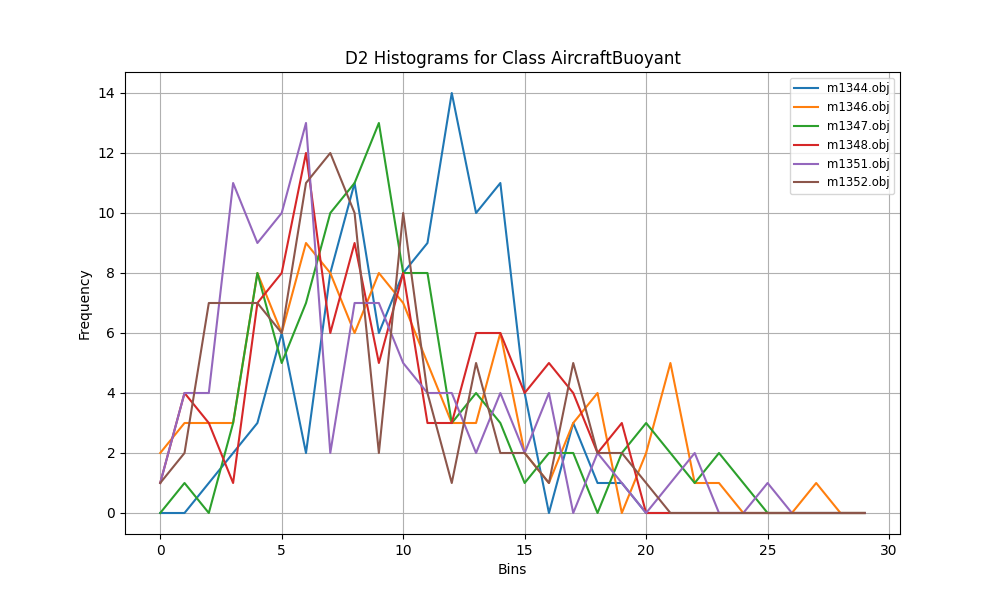 D2 Histograms for Class AircraftBuoyant
m1344.obj
m1346.obj
m1347.obj
m1348.obj
m1351.obj
m1352.obj
Frequency
14
12
10
8
6
4
2
0
0 5 10 15 20 25 30
Bins